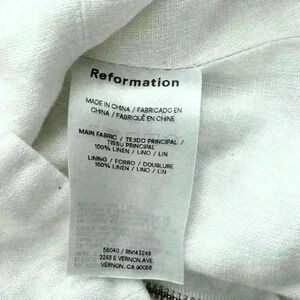 Reformation
MADE IN CHINA / FABRICADO EN
CHINA / FABRIQUÉ EN CHINE
MAIN FABRIC / TEJIDO PRINCIPAL /
TISSU PRINCIPAL
100% LINEN / LINO / LIN
LINING / FORRO / DOUBLURE
100% LINEN / LINO / LIN
56040 / RN143248
2263 E VERNON AVE.
VERNON, CA 90058